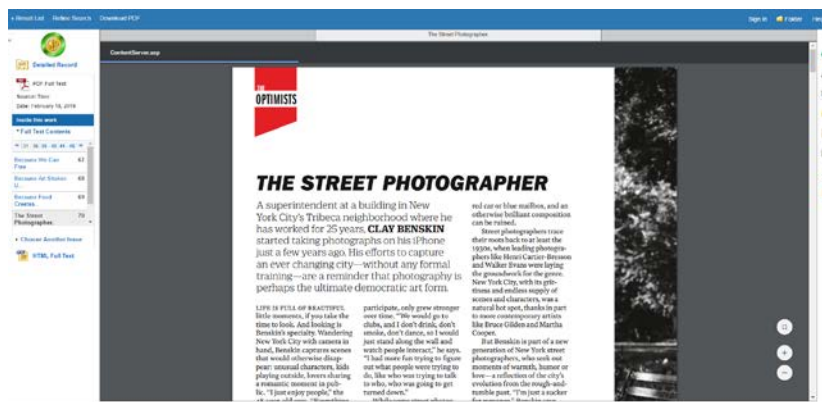 « Result List Refine Search Download PDF
Sign In Folder
The Street Photographer.
ContentServer.asp
Detailed Record
PDF Full Text
Source: Time
Date: February 18, 2019
Inside this work
Full Text Contents
Because We Can
62
Because Art Shakes
U..
68
Because Food
69
The Street
Photographer.
70
Choose Another Issue
HTML Full Text
THE
OPTIMISTS
THE STREET PHOTOGRAPHER
A superintendent at a building in New
York City's Tribeca neighborhood where he
has worked for 25 years, CLAY BENSKIN
started taking photographs on his iPhone
just a few years ago. His efforts to capture
an ever changing city—without any formal
training—are a reminder that photography is
perhaps the ultimate democratic art form.
LIFE IS FULL OF BEAUTIFUL
little moments, if you take the
time to look. And looking is
Benskin's specialty. Wandering
New York City with camera in
hand, Benskin captures scenes
that would otherwise disap-
pear: unusual characters, kids
playing outside, lovers sharing
a romantic moment in pub-
lic. "I just enjoy people," the
participate, only grew stronger
over time. "We would go to
clubs, and I don't drink, don't
smoke, don't dance, so I would
just stand along the wall and
watch people interact," he says.
"I had more fun trying to figure
out what people were trying to
do, like who was trying to talk
to who, who was going to get
turned down."
red car or blue mailbox, and an
otherwise brilliant composition
can be ruined.
Street photographers trace
their roots back to at least the
1930s, when leading photogra-
phers like Henri Cartier-Bresson
and Walker Evans were laying
the groundwork for the genre.
New York City, with its grit-
tiness and endless supply of
scenes and characters, was a
natural hot spot, thanks in part
to more contemporary artists
like Bruce Gilden and Martha
Cooper.
But Benskin is part of a new
generation of New York street
photographers, who seek out
moments of warmth, humor or
love—a reflection of the city's
evolution from the rough-and-
tumble past. "I'm just a sucker